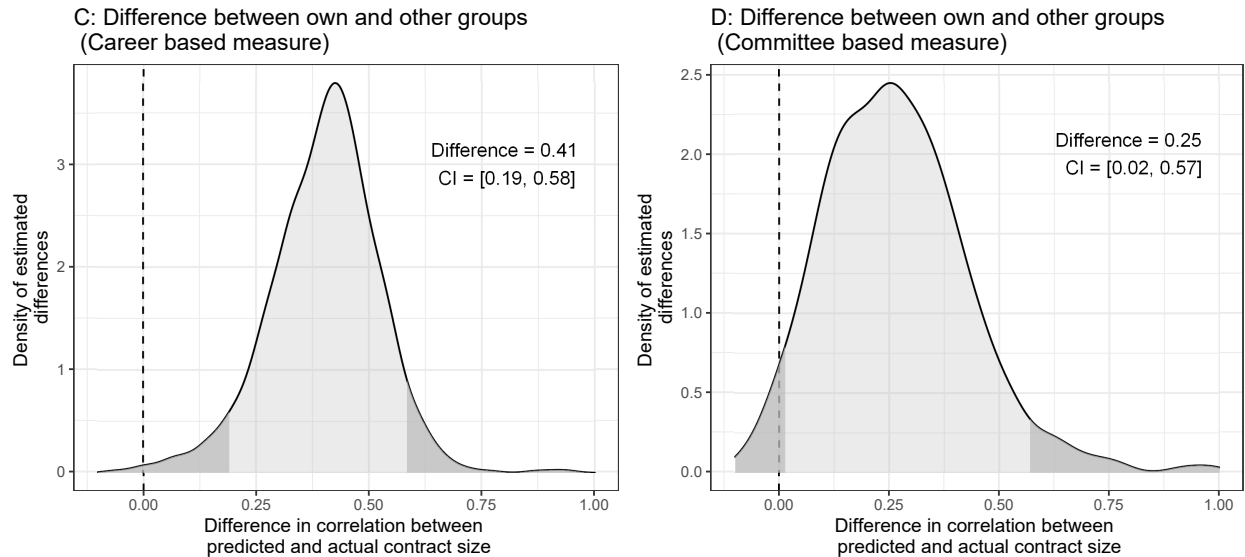 C: Difference between own and other groups
(Career based measure)
Difference = 0.41
CI = [0.19, 0.58]
Density of estimated
differences
3
2
1
0
0.00 0.25 0.50 0.75 1.00
Difference in correlation between
predicted and actual contract size
D: Difference between own and other groups
(Committee based measure)
Difference = 0.25
CI = [0.02, 0.57]
Density of estimated
differences
2.5
2.0
1.5
1.0
0.5
0.0
0.00 0.25 0.50 0.75 1.00
Difference in correlation between
predicted and actual contract size